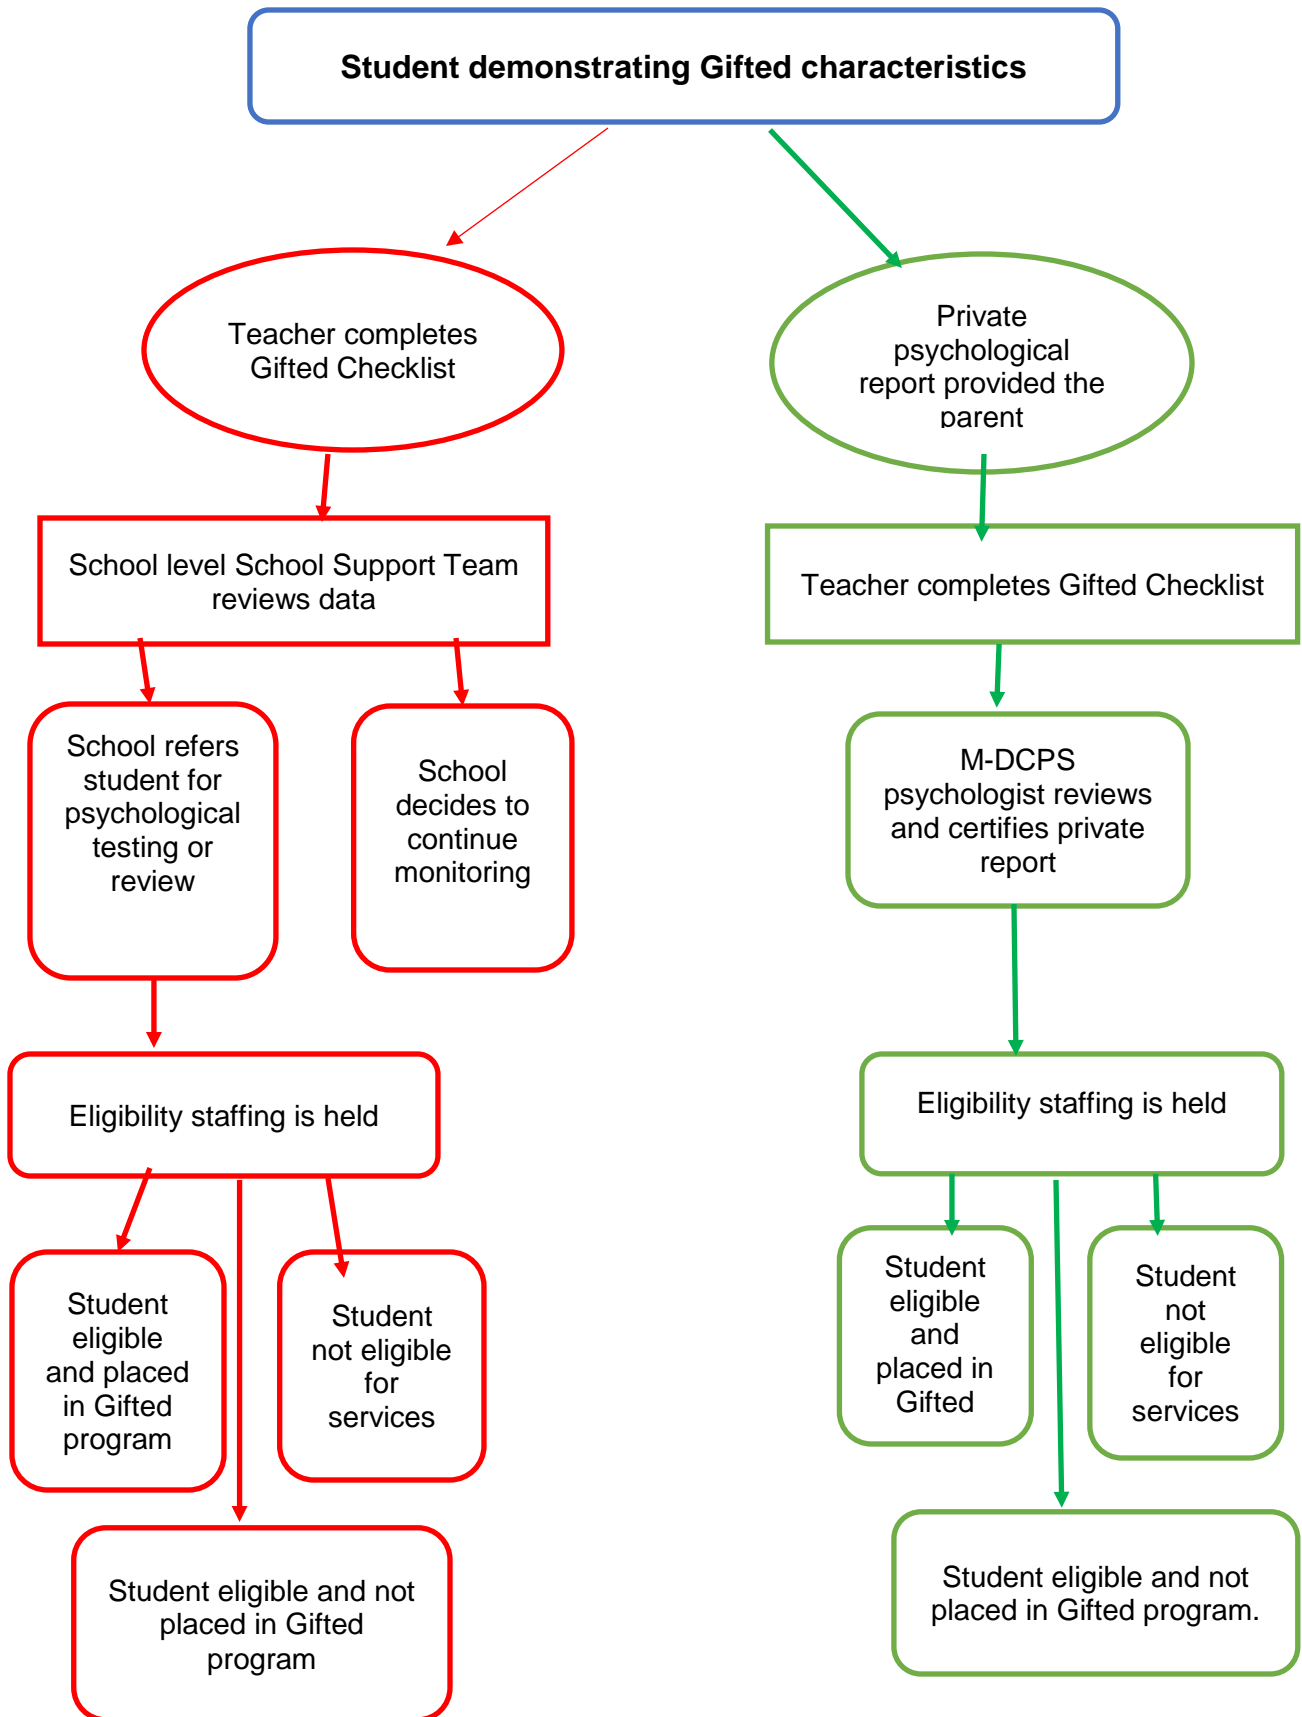 Student demonstrating Gifted characteristics
Teacher completes
Gifted Checklist
Private
psychological
report provided the
parent
School level School Support Team
reviews data
Teacher completes Gifted Checklist
School refers
student for
psychological
testing or
review
School
decides to
continue
monitoring
M-DCPS
psychologist reviews
and certifies private
report
Eligibility staffing is held
Eligibility staffing is held
Student
eligible
and placed
in Gifted
program
Student
not eligible
for
services
Student
eligible
and
placed in
Gifted
Student
not
eligible
for
services
Student eligible and not
placed in Gifted
program
Student eligible and not
placed in Gifted program.